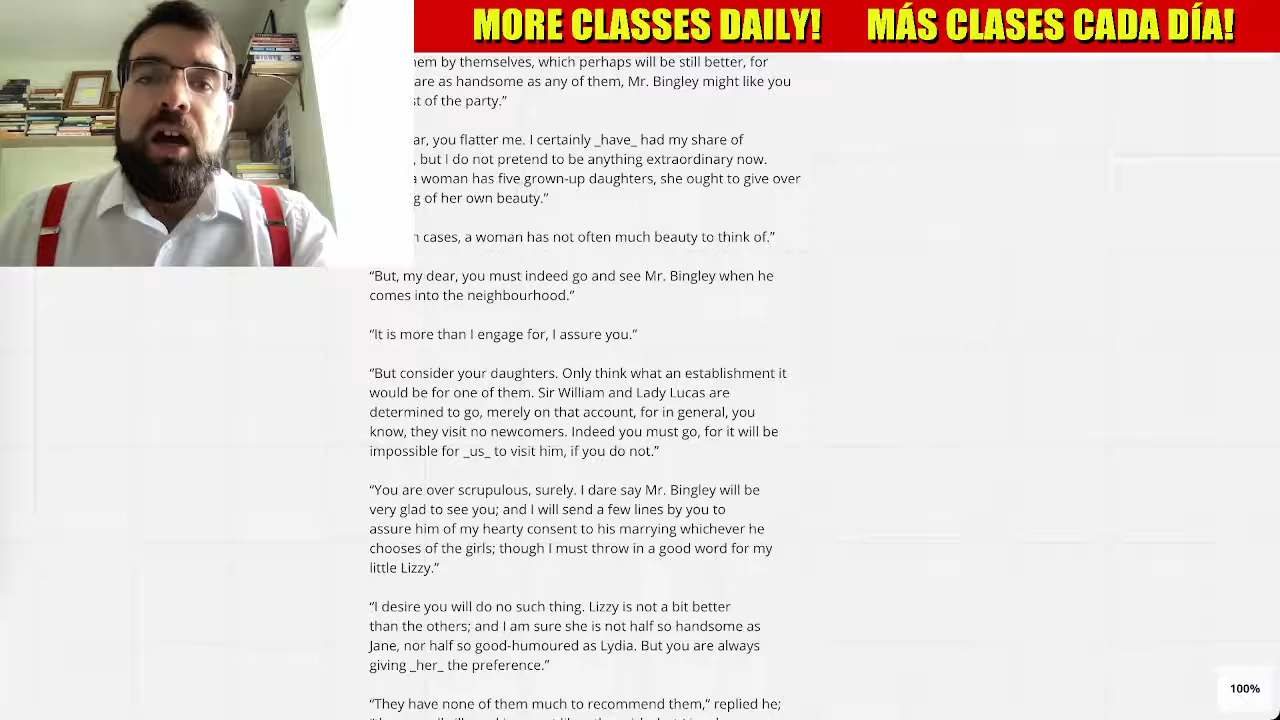 MORE CLASSES DAILY! MÁS CLASES CADA DÍA!
by themselves, which perhaps will be still better, for
are as handsome as any of them, Mr. Bingley might like you
of the party.”
you flatter me. I certainly _have_ had my share of
but I do not pretend to be anything extraordinary now.
a woman has five grown-up daughters, she ought to give over
of her own beauty.”
cases, a woman has not often much beauty to think of.”
“But, my dear, you must indeed go and see Mr. Bingley when he
comes into the neighbourhood.”
“It is more than I engage for, I assure you.”
“But consider your daughters. Only think what an establishment it
would be for one of them. Sir William and Lady Lucas are
determined to go, merely on that account, for in general, you
know, they visit no newcomers. Indeed you must go, for it will be
impossible for _us_ to visit him, if you do not.”
“You are over scrupulous, surely. I dare say Mr. Bingley will be
very glad to see you; and I will send a few lines by you to
assure him of my hearty consent to his marrying whichever he
chooses of the girls; though I must throw in a good word for my
little Lizzy.”
“I desire you will do no such thing. Lizzy is not a bit better
than the others; and I am sure she is not half so handsome as
Jane, nor half so good-humoured as Lydia. But you are always
giving _her_ the preference.”
“They have none of them much to recommend them,” replied he;
100%